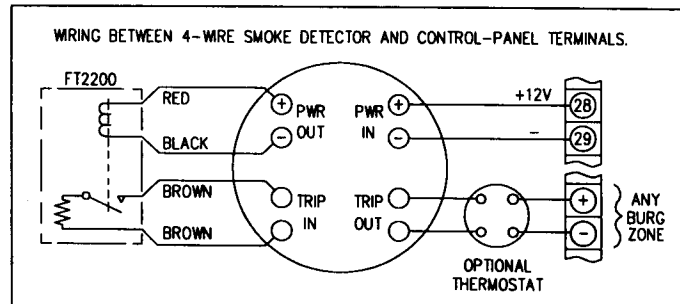 WIRING BETWEEN 4-WIRE SMOKE DETECTOR AND CONTROL-PANEL TERMINALS.
FT2200
RED
BLACK
BROWN
BROWN
+ PWR OUT
-
TRIP IN
PWR IN +
-
TRIP OUT
+12V
-
28
29
OPTIONAL
THERMOSTAT
+
-
ANY
BURG
ZONE